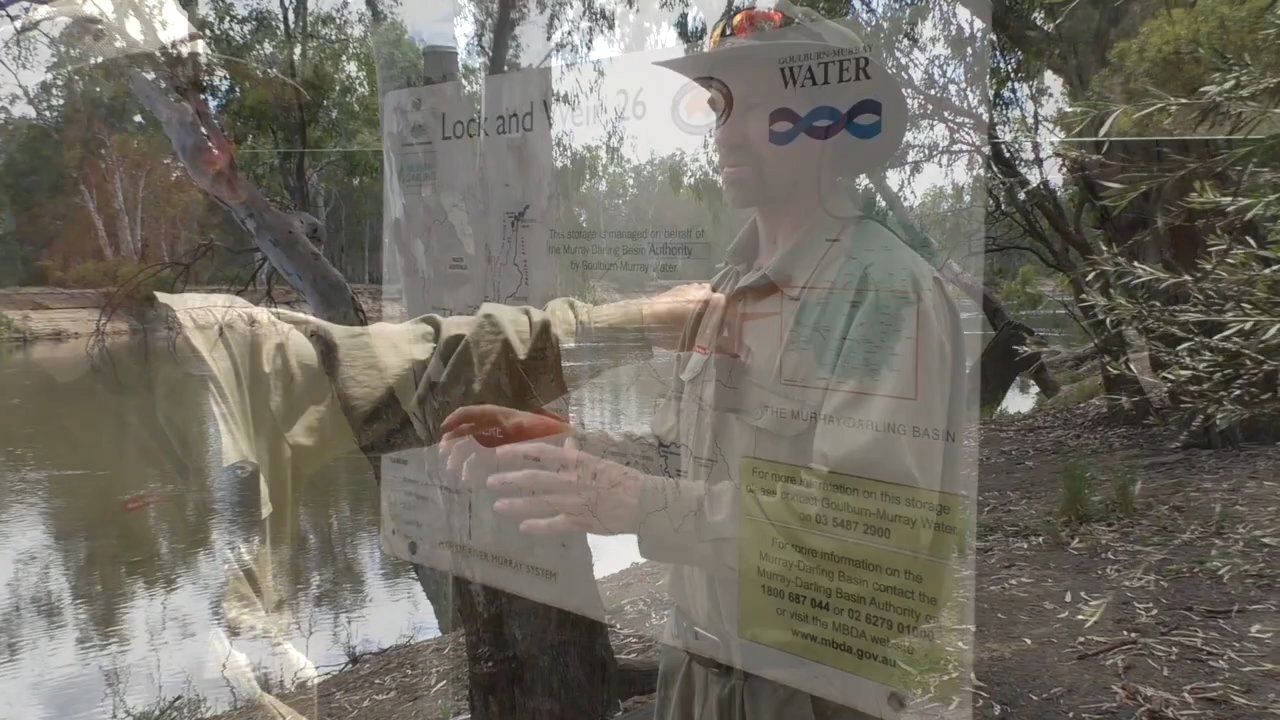 GOULBURN-MURRAY
WATER
Lock and Weir 26
This storage is managed on behalf of
the Murray Darling Basin Authority
by Goulburn-Murray Water
THE MURRAY-DARLING BASIN
RIVER MURRAY SYSTEM
For more information on this storage
please contact Goulburn-Murray Water
on 03 5487 2900
For more information on the
Murray-Darling Basin contact the
Murray-Darling Basin Authority on
1800 687 044 or 02 6279 0100
or visit the MBDA website
www.mbda.gov.au